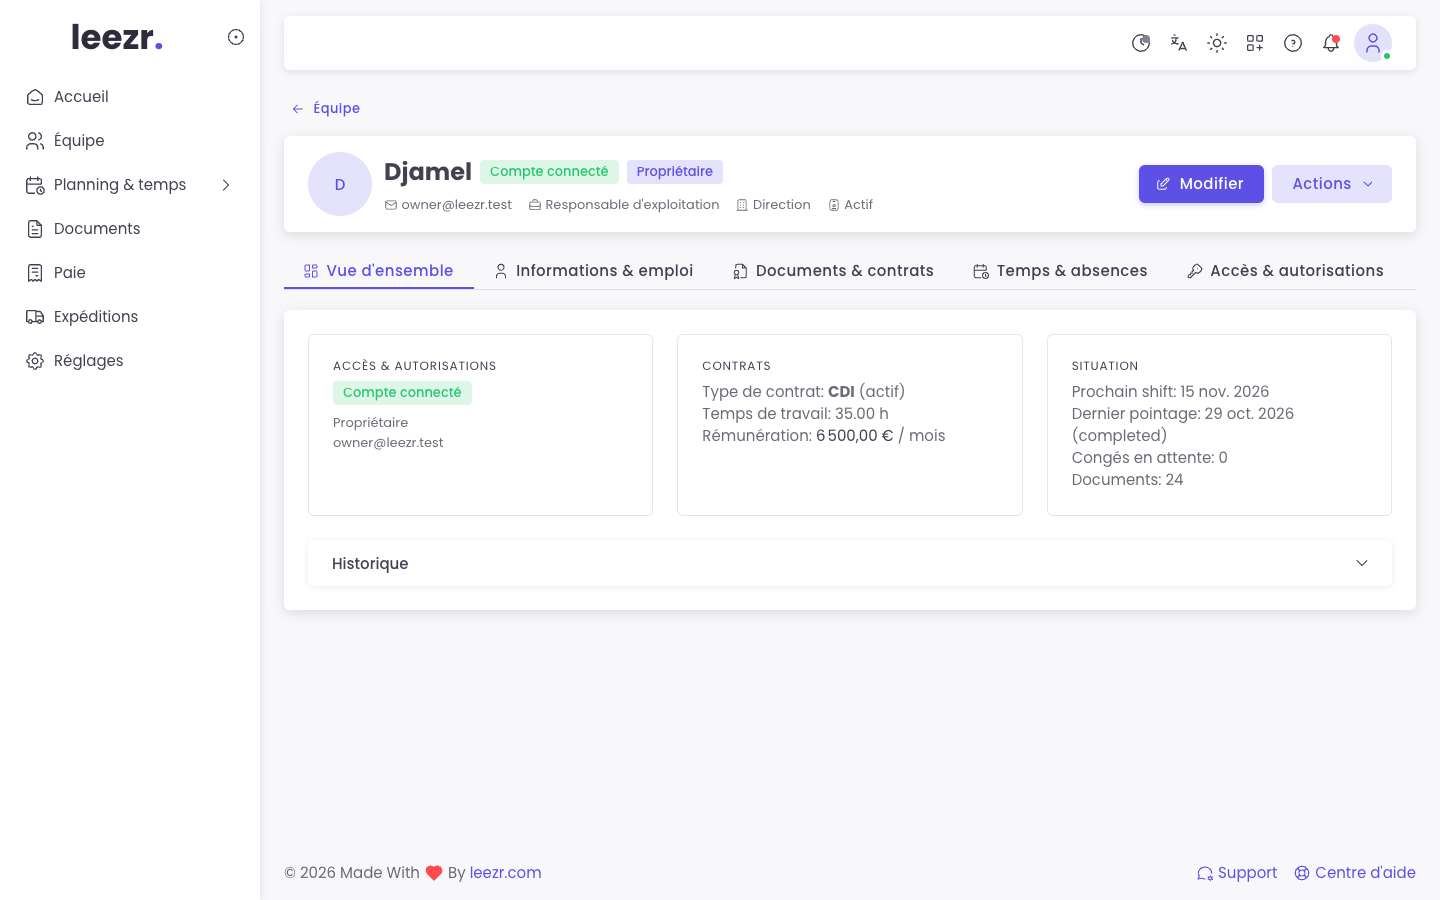 leezr.
Accueil
Équipe
Planning & temps
Documents
Paie
Expéditions
Réglages
Équipe
D
Djamel
Compte connecté
Propriétaire
owner@leezr.test
Responsable d'exploitation
Direction
Actif
Modifier
Actions
Vue d'ensemble
Informations & emploi
Documents & contrats
Temps & absences
Accès & autorisations
ACCÈS & AUTORISATIONS
Compte connecté
Propriétaire
owner@leezr.test
CONTRATS
Type de contrat: CDI (actif)
Temps de travail: 35.00 h
Rémunération: 6 500,00 € / mois
SITUATION
Prochain shift: 15 nov. 2026
Dernier pointage: 29 oct. 2026
(completed)
Congés en attente: 0
Documents: 24
Historique
© 2026 Made With ❤ By leezr.com
Support
Centre d'aide